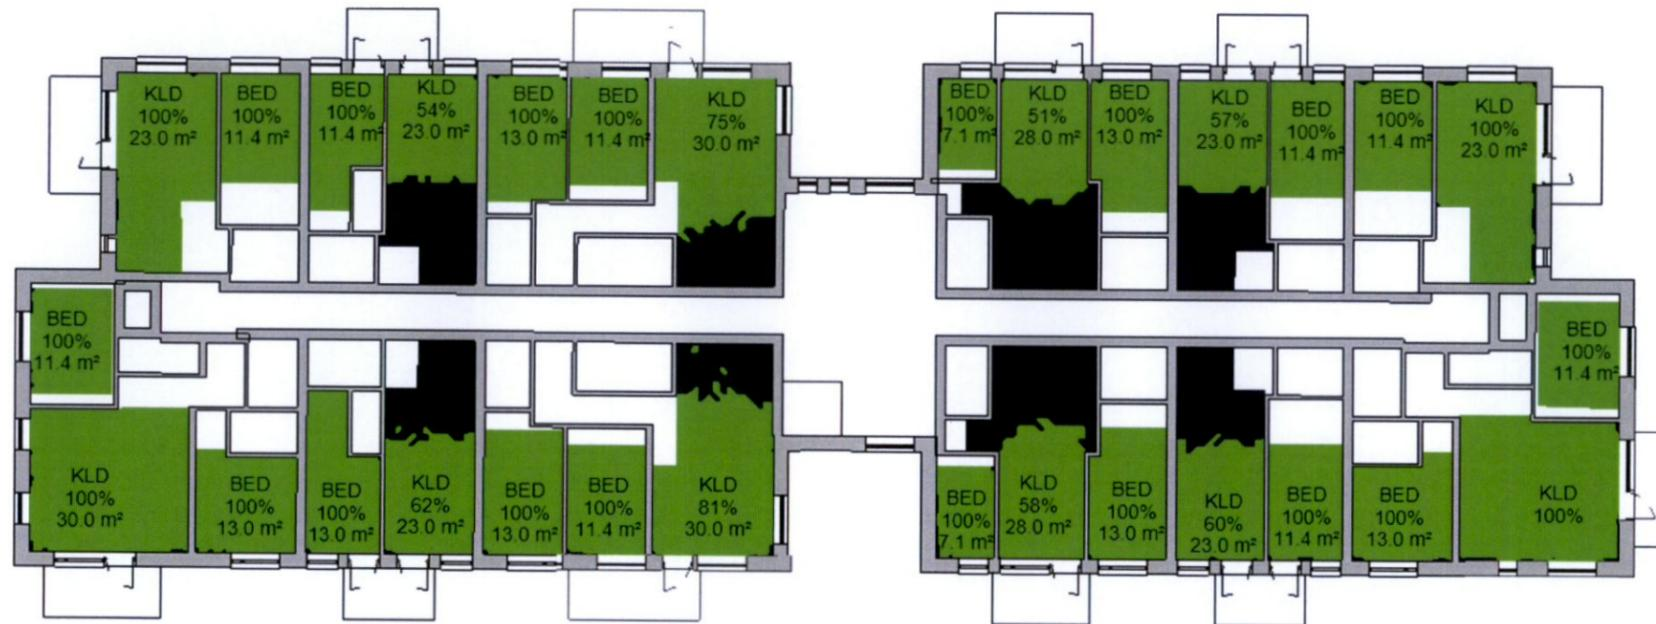 KLD
100%
23.0 m²
BED
100%
11.4 m²
BED
100%
11.4 m²
KLD
54%
23.0 m²
BED
100%
13.0 m²
BED
100%
11.4 m²
KLD
75%
30.0 m²
BED
100%
7.1 m²
KLD
51%
28.0 m²
BED
100%
13.0 m²
KLD
57%
23.0 m²
BED
100%
11.4 m²
BED
100%
11.4 m²
KLD
100%
23.0 m²
BED
100%
11.4 m²
BED
100%
11.4 m²
KLD
100%
30.0 m²
BED
100%
13.0 m²
BED
100%
13.0 m²
KLD
62%
23.0 m²
BED
100%
13.0 m²
BED
100%
11.4 m²
KLD
81%
30.0 m²
BED
100%
7.1 m²
KLD
58%
28.0 m²
BED
100%
13.0 m²
KLD
60%
23.0 m²
BED
100%
11.4 m²
BED
100%
13.0 m²
KLD
100%